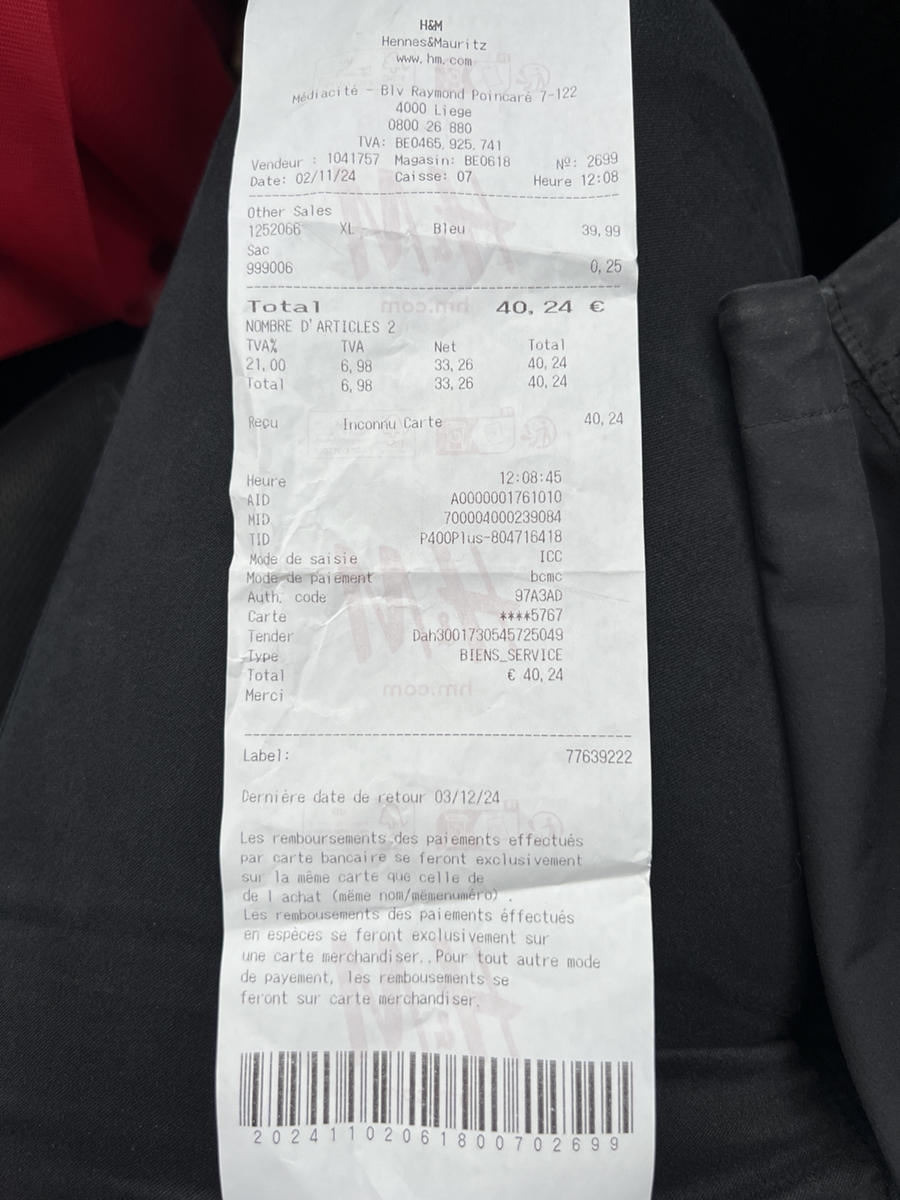 H&M
Hennes&Mauritz
www.hm.com
Médiacité - Blv Raymond Poincaré 7-122
4000 Liege
0800 26 880
TVA: BE0465.925.741
Vendeur : 1041757 Magasin: BE0618 Nº: 2699
Date: 02/11/24 Caisse: 07 Heure 12:08
Other Sales
1252066 XL Bleu 39,99
Sac
999006 0,25
Total 40,24 €
NOMBRE D'ARTICLES 2
TVA% TVA Net Total
21,00 6,98 33,26 40,24
Total 6,98 33,26 40,24
Reçu Inconnu Carte 40,24
Heure 12:08:45
AID A0000001761010
MID 700004000239084
TID P400Plus-804716418
Mode de saisie ICC
Mode de paiement bcmc
Auth. code 97A3AD
Carte ****5767
Tender Dah3001730545725049
Type BIENS_SERVICE
Total € 40,24
Merci
Label: 77639222
Dernière date de retour 03/12/24
Les remboursements des paiements effectués
par carte bancaire se feront exclusivement
sur la même carte que celle de
de l achat (même nom/mêmenuméro) .
Les rembousements des paiements éffectués
en espèces se feront exclusivement sur
une carte merchandiser..Pour tout autre mode
de payement, les rembousements se
feront sur carte merchandiser.
2024110206180070 2699